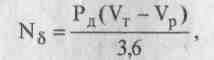 N_δ = P_д(V_т − V_р) / 3,6 ,